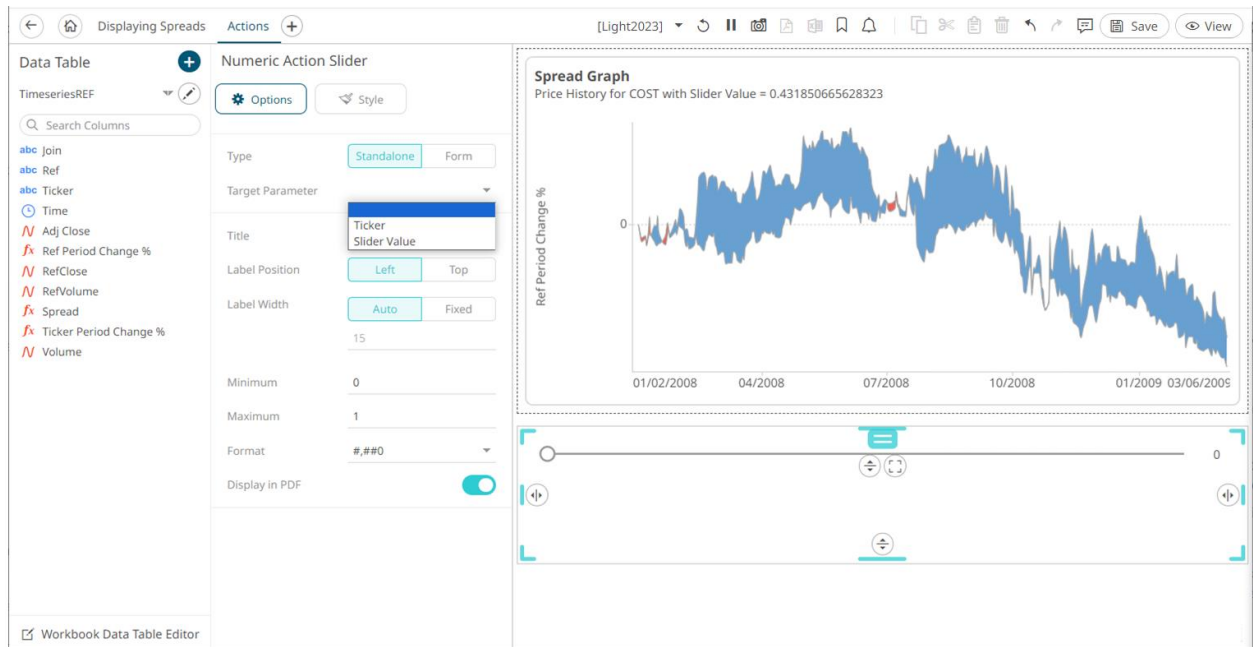 Displaying Spreads
Actions
[Light2023]
Save
View
Data Table
TimeseriesREF
Search Columns
abc Join
abc Ref
abc Ticker
Time
Adj Close
fx Ref Period Change %
RefClose
RefVolume
fx Spread
fx Ticker Period Change %
Volume
Workbook Data Table Editor
Numeric Action Slider
Options
Style
Type
Standalone
Form
Target Parameter
Ticker
Slider Value
Title
Label Position
Left
Top
Label Width
Auto
Fixed
15
Minimum
0
Maximum
1
Format
#,##0
Display in PDF
Spread Graph
Price History for COST with Slider Value = 0.431850665628323
Ref Period Change %
0
01/02/2008
04/2008
07/2008
10/2008
01/2009
03/06/2009
0